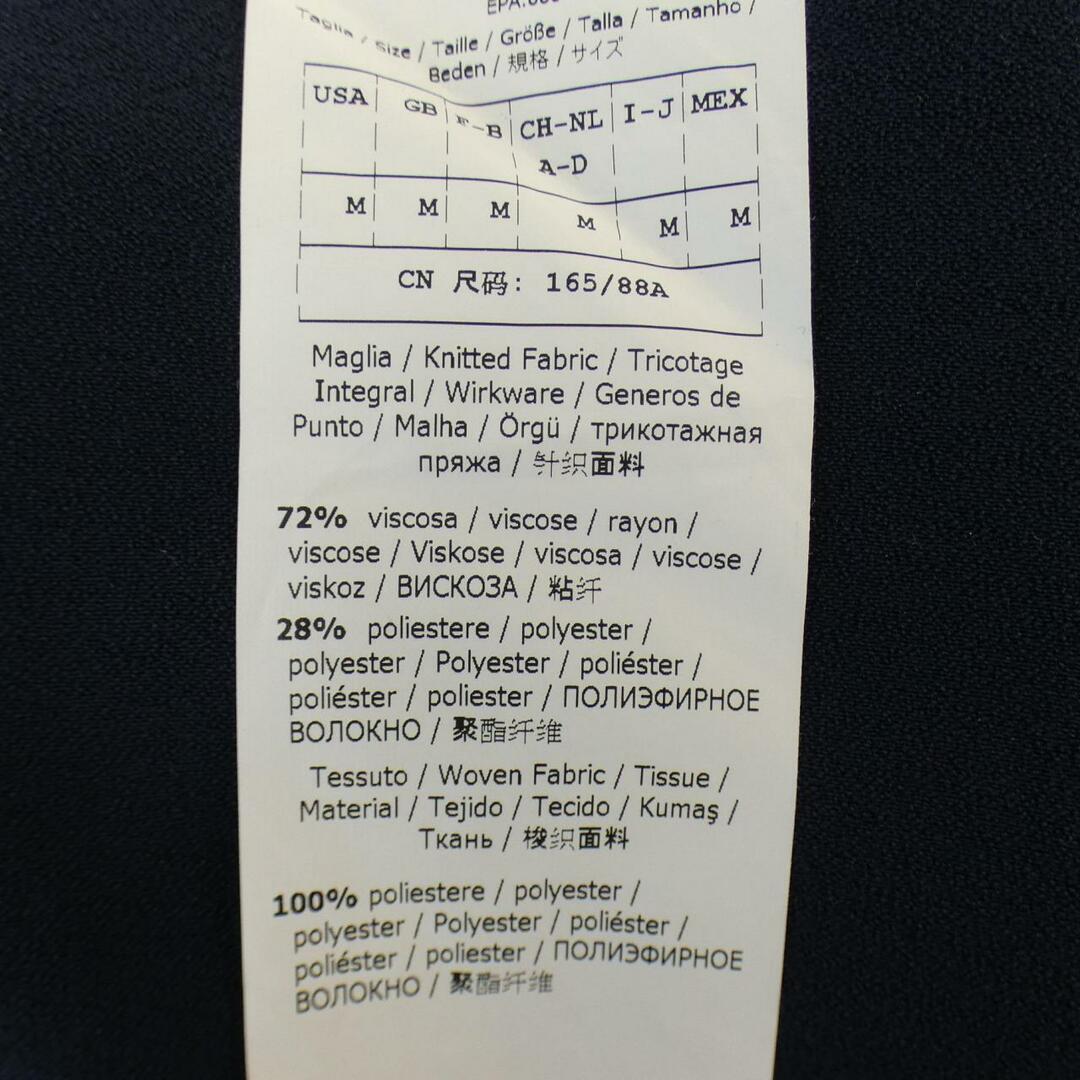 Taglia / Size / Taille / Größe / Talla / Tamanho /
Beden / 規格 / サイズ
USA GB F-B CH-NL I-J MEX
A-D
M M M M M M
CN 尺码: 165/88A
Maglia / Knitted Fabric / Tricotage
Integral / Wirkware / Generos de
Punto / Malha / Örgü / трикотажная
пряжа / 针织面料
72% viscosa / viscose / rayon /
viscose / Viskose / viscosa / viscose /
viskoz / ВИСКОЗА / 粘纤
28% poliestere / polyester /
polyester / Polyester / poliéster /
poliéster / poliester / ПОЛИЭФИРНОЕ
ВОЛОКНО / 聚酯纤维
Tessuto / Woven Fabric / Tissue /
Material / Tejido / Tecido / Kumaş /
Ткань / 梭织面料
100% poliestere / polyester /
polyester / Polyester / poliéster /
poliéster / poliester / ПОЛИЭФИРНОЕ
ВОЛОКНО / 聚酯纤维